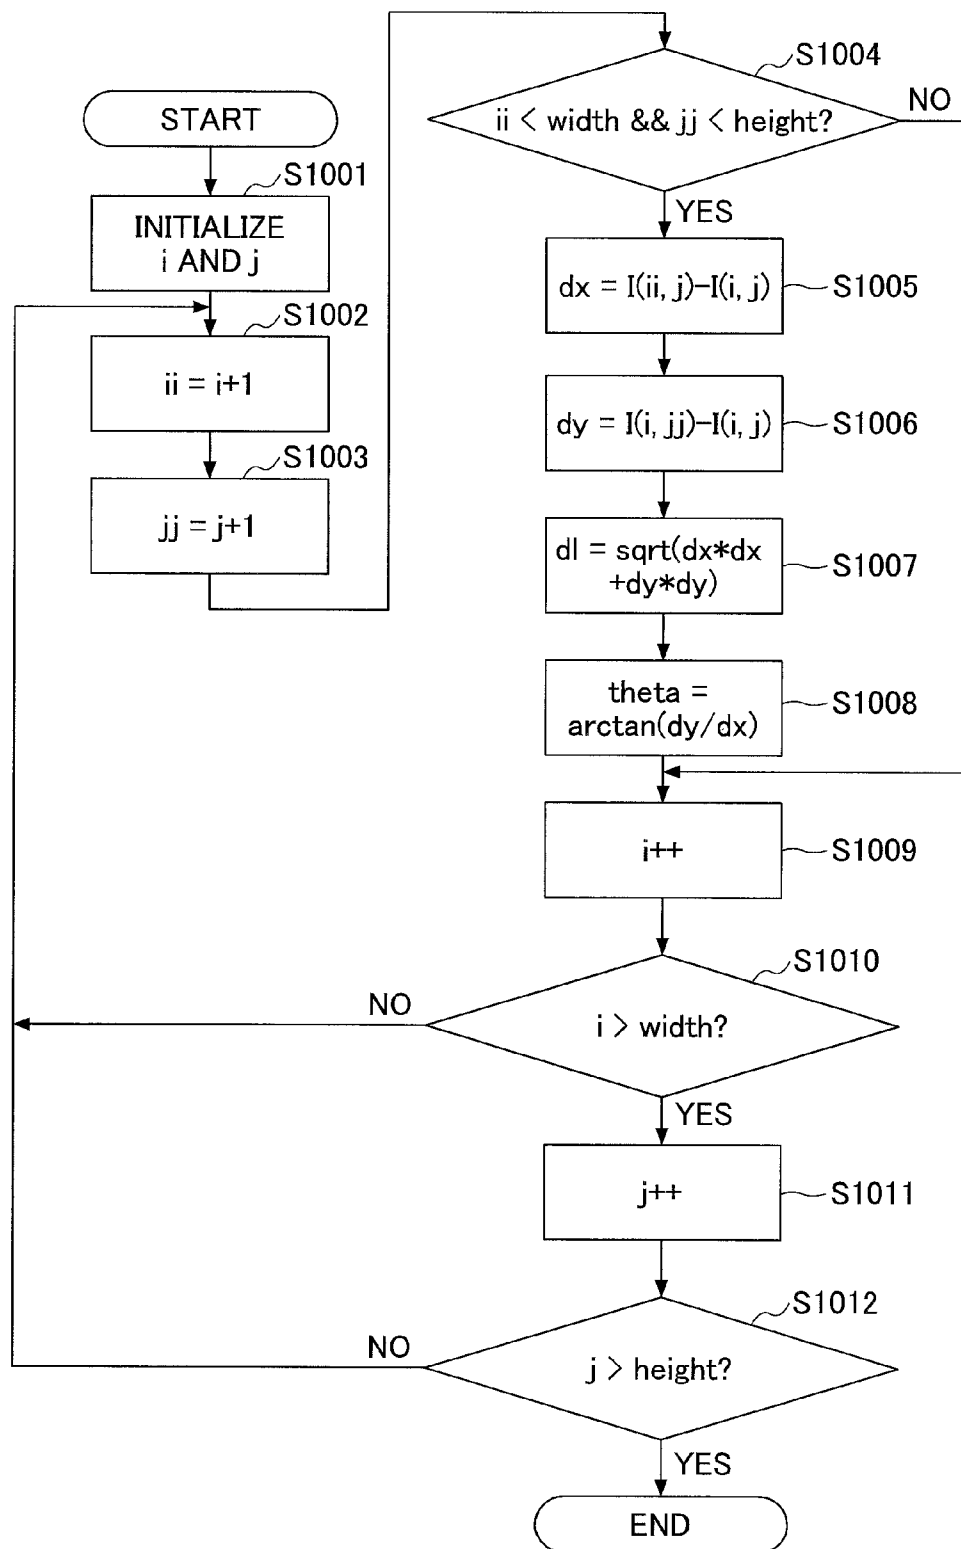 START
S1001
INITIALIZE
i AND j
S1002
ii = i+1
S1003
jj = j+1
S1004
ii < width && jj < height?
NO
YES
dx = I(ii, j)-I(i, j)
S1005
dy = I(i, jj)-I(i, j)
S1006
dl = sqrt(dx*dx
+dy*dy)
S1007
theta =
arctan(dy/dx)
S1008
i++
S1009
S1010
i > width?
NO
YES
j++
S1011
S1012
j > height?
NO
YES
END